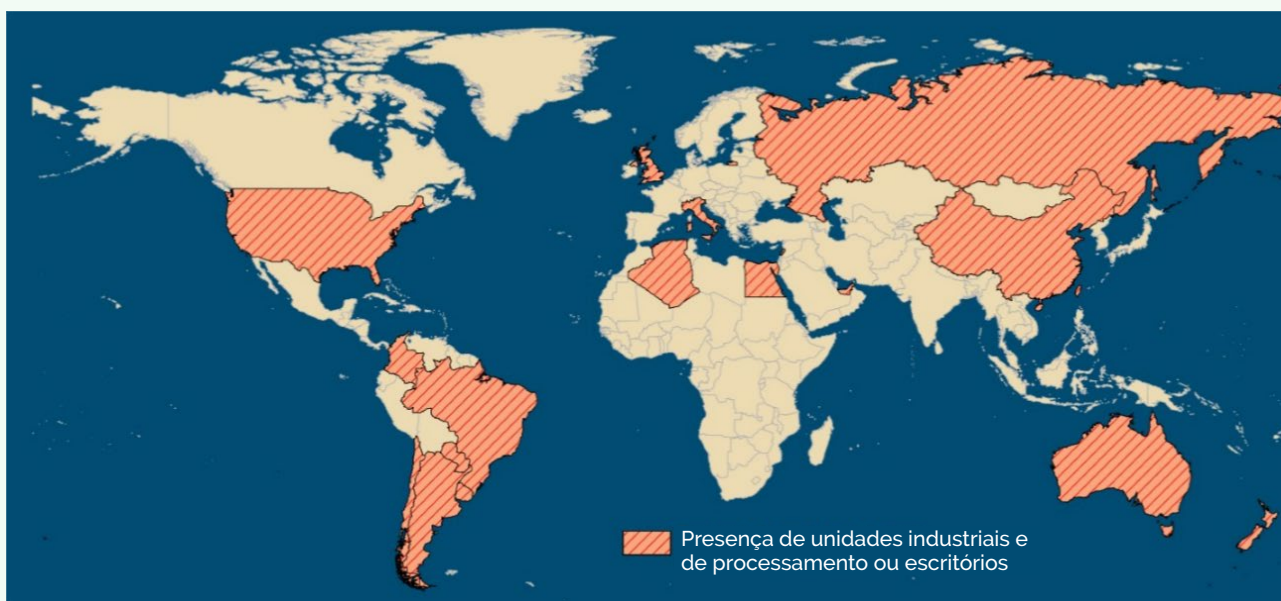 Presença de unidades industriais e
de processamento ou escritórios